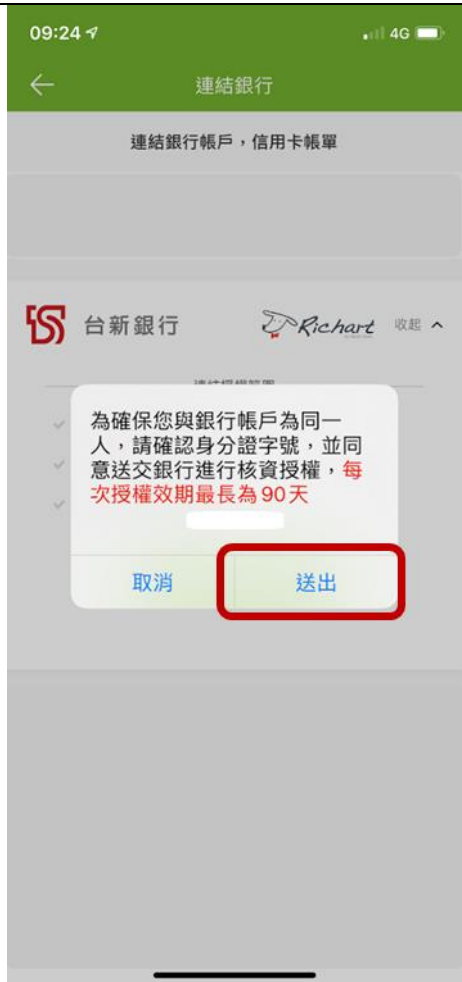 09:24
4G
連結銀行
連結銀行帳戶，信用卡帳單
台新銀行
Richart
收起
為確保您與銀行帳戶為同一
人，請確認身分證字號，並同
意送交銀行進行核資授權，每
次授權效期最長為90天
取消
送出